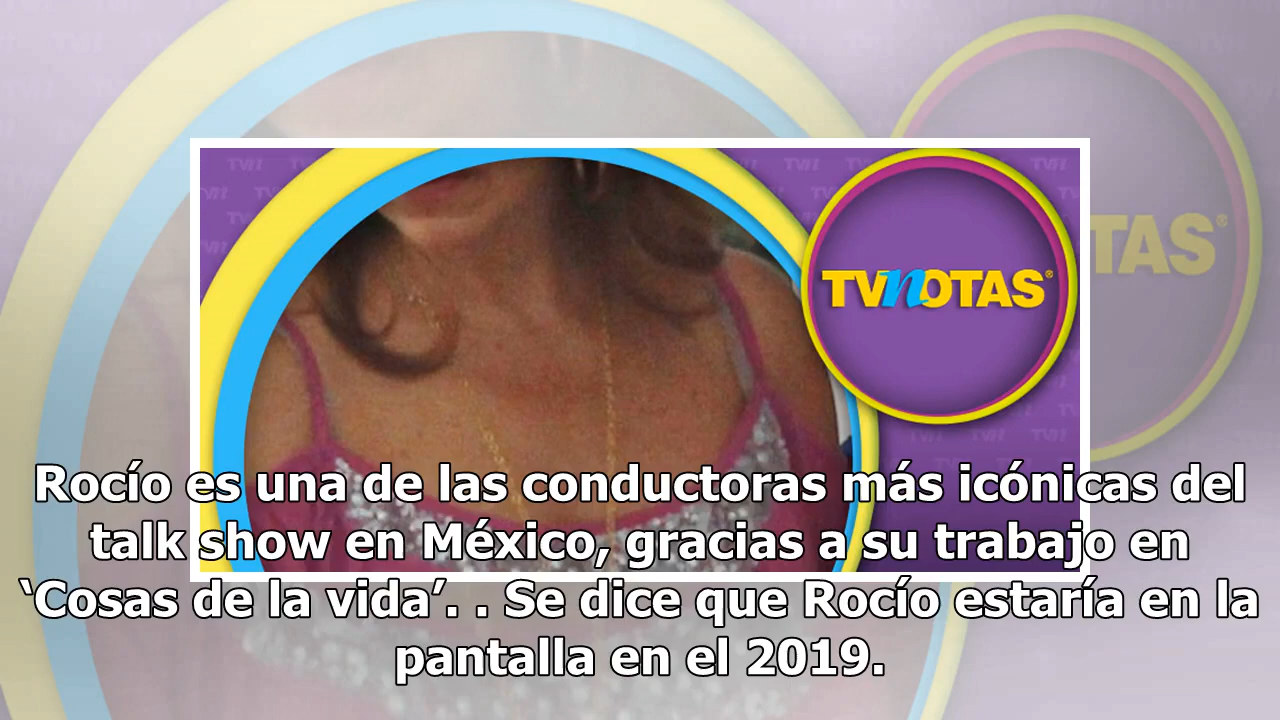 TVnOTAS®
TAS®
Rocío es una de las conductoras más icónicas del
talk show en México, gracias a su trabajo en
‘Cosas de la vida’. . Se dice que Rocío estaría en la
pantalla en el 2019.